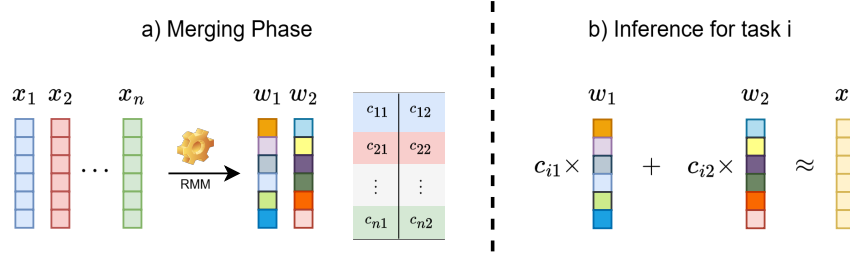 a) Merging Phase
x₁ x₂ xₙ
w₁ w₂
· · ·
RMM
c₁₁ c₁₂
c₂₁ c₂₂
⋮ ⋮
cₙ₁ cₙ₂
b) Inference for task i
w₁ w₂ x
cᵢ₁× + cᵢ₂× ≈